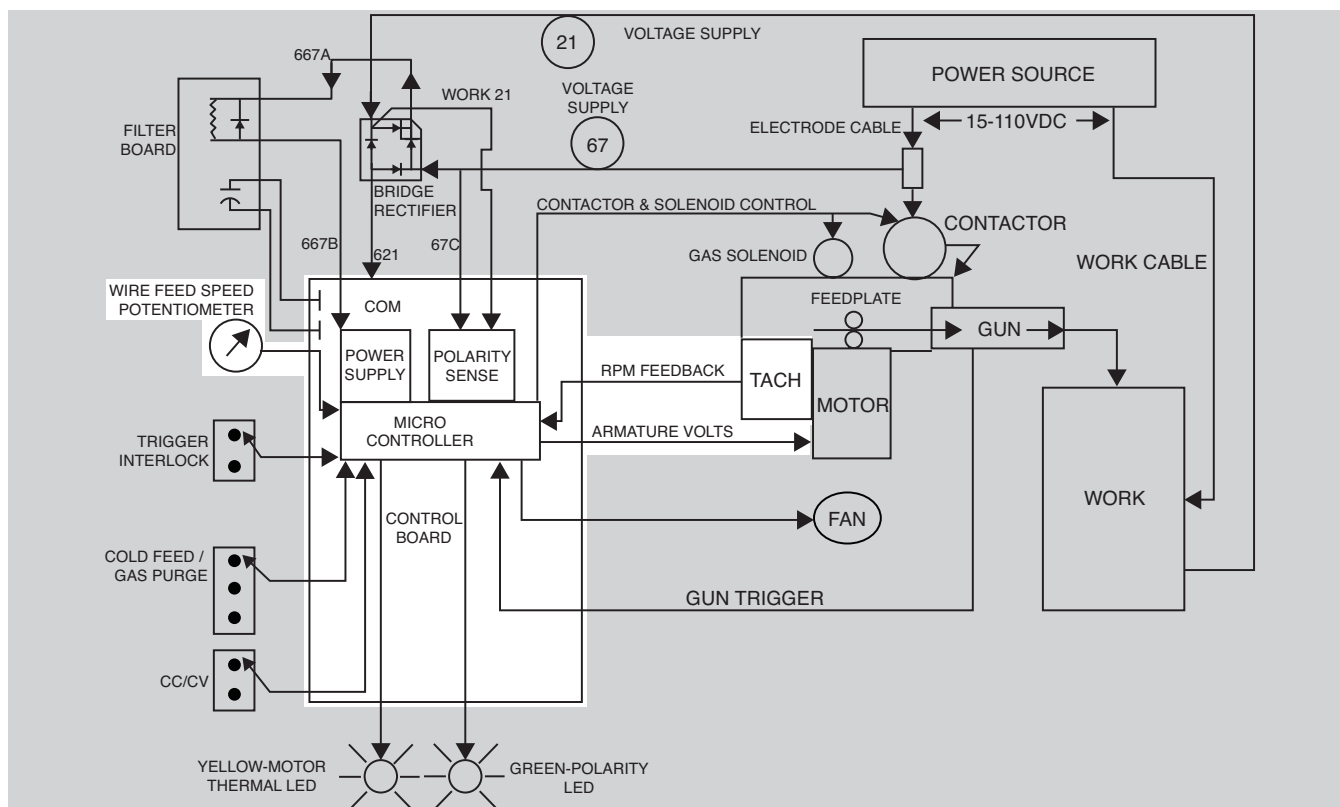 21
VOLTAGE SUPPLY
667A
POWER SOURCE
WORK 21
VOLTAGE
SUPPLY
FILTER
BOARD
67
ELECTRODE CABLE
15-110VDC
BRIDGE
RECTIFIER
CONTACTOR & SOLENOID CONTROL
CONTACTOR
667B
621
67C
GAS SOLENOID
WORK CABLE
WIRE FEED SPEED
POTENTIOMETER
COM
FEEDPLATE
GUN
POWER
SUPPLY
POLARITY
SENSE
RPM FEEDBACK
TACH
MOTOR
MICRO
CONTROLLER
ARMATURE VOLTS
TRIGGER
INTERLOCK
WORK
CONTROL
BOARD
FAN
COLD FEED /
GAS PURGE
GUN TRIGGER
CC/CV
YELLOW-MOTOR
THERMAL LED
GREEN-POLARITY
LED